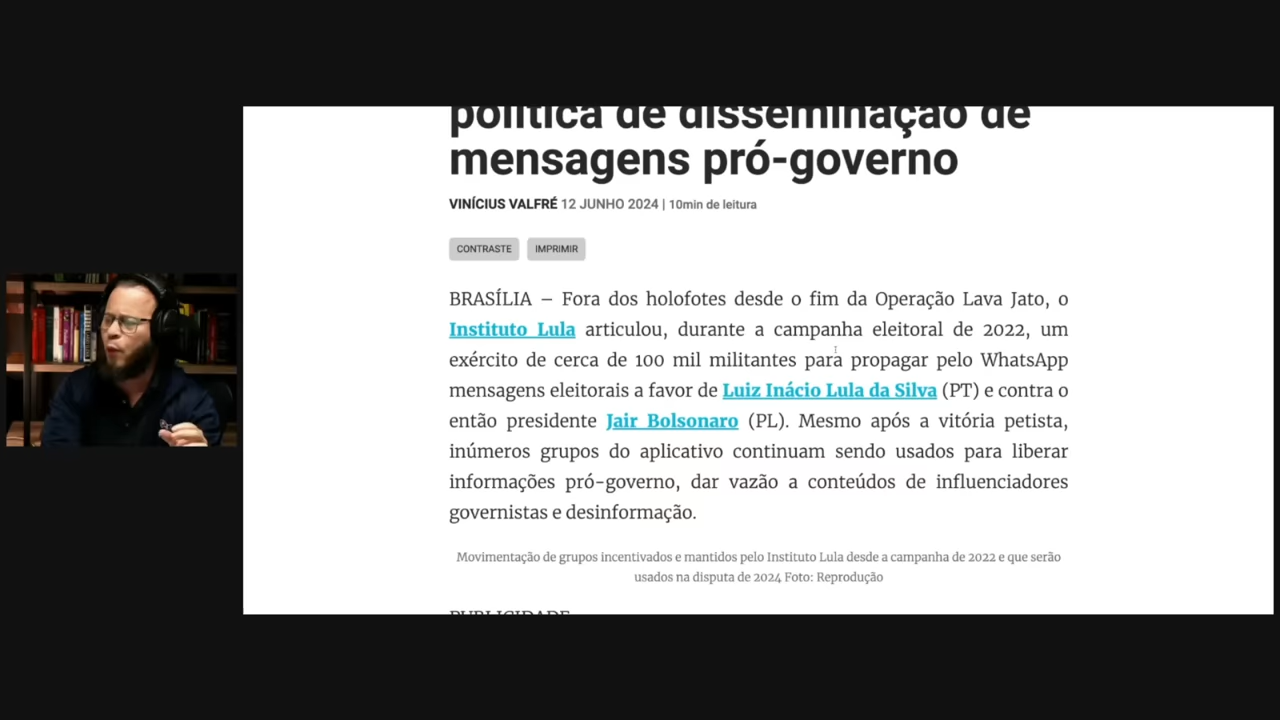 política de disseminação de
mensagens pró-governo
VINÍCIUS VALFRÉ 12 JUNHO 2024 | 10min de leitura
CONTRASTE IMPRIMIR
BRASÍLIA – Fora dos holofotes desde o fim da Operação Lava Jato, o
Instituto Lula articulou, durante a campanha eleitoral de 2022, um
exército de cerca de 100 mil militantes para propagar pelo WhatsApp
mensagens eleitorais a favor de Luiz Inácio Lula da Silva (PT) e contra o
então presidente Jair Bolsonaro (PL). Mesmo após a vitória petista,
inúmeros grupos do aplicativo continuam sendo usados para liberar
informações pró-governo, dar vazão a conteúdos de influenciadores
governistas e desinformação.
Movimentação de grupos incentivados e mantidos pelo Instituto Lula desde a campanha de 2022 e que serão
usados na disputa de 2024 Foto: Reprodução
PUBLICIDADE